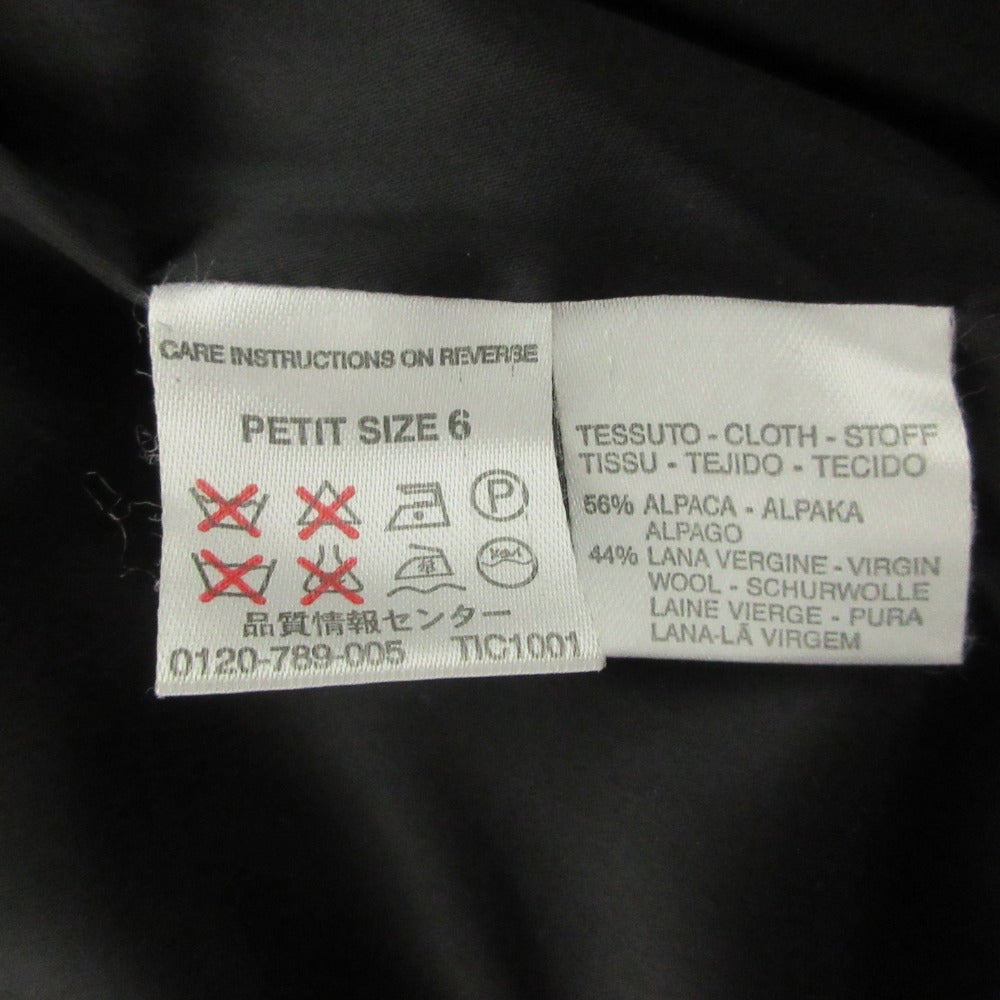 CARE INSTRUCTIONS ON REVERSE
PETIT SIZE 6
P
品質情報センター
0120-789-005 TIC1001
TESSUTO - CLOTH - STOFF
TISSU - TEJIDO - TECIDO
56% ALPACA - ALPAKA
ALPAGO
44% LANA VERGINE - VIRGIN
WOOL - SCHURWOLLE
LAINE VIERGE - PURA
LANA-LÃ VIRGEM